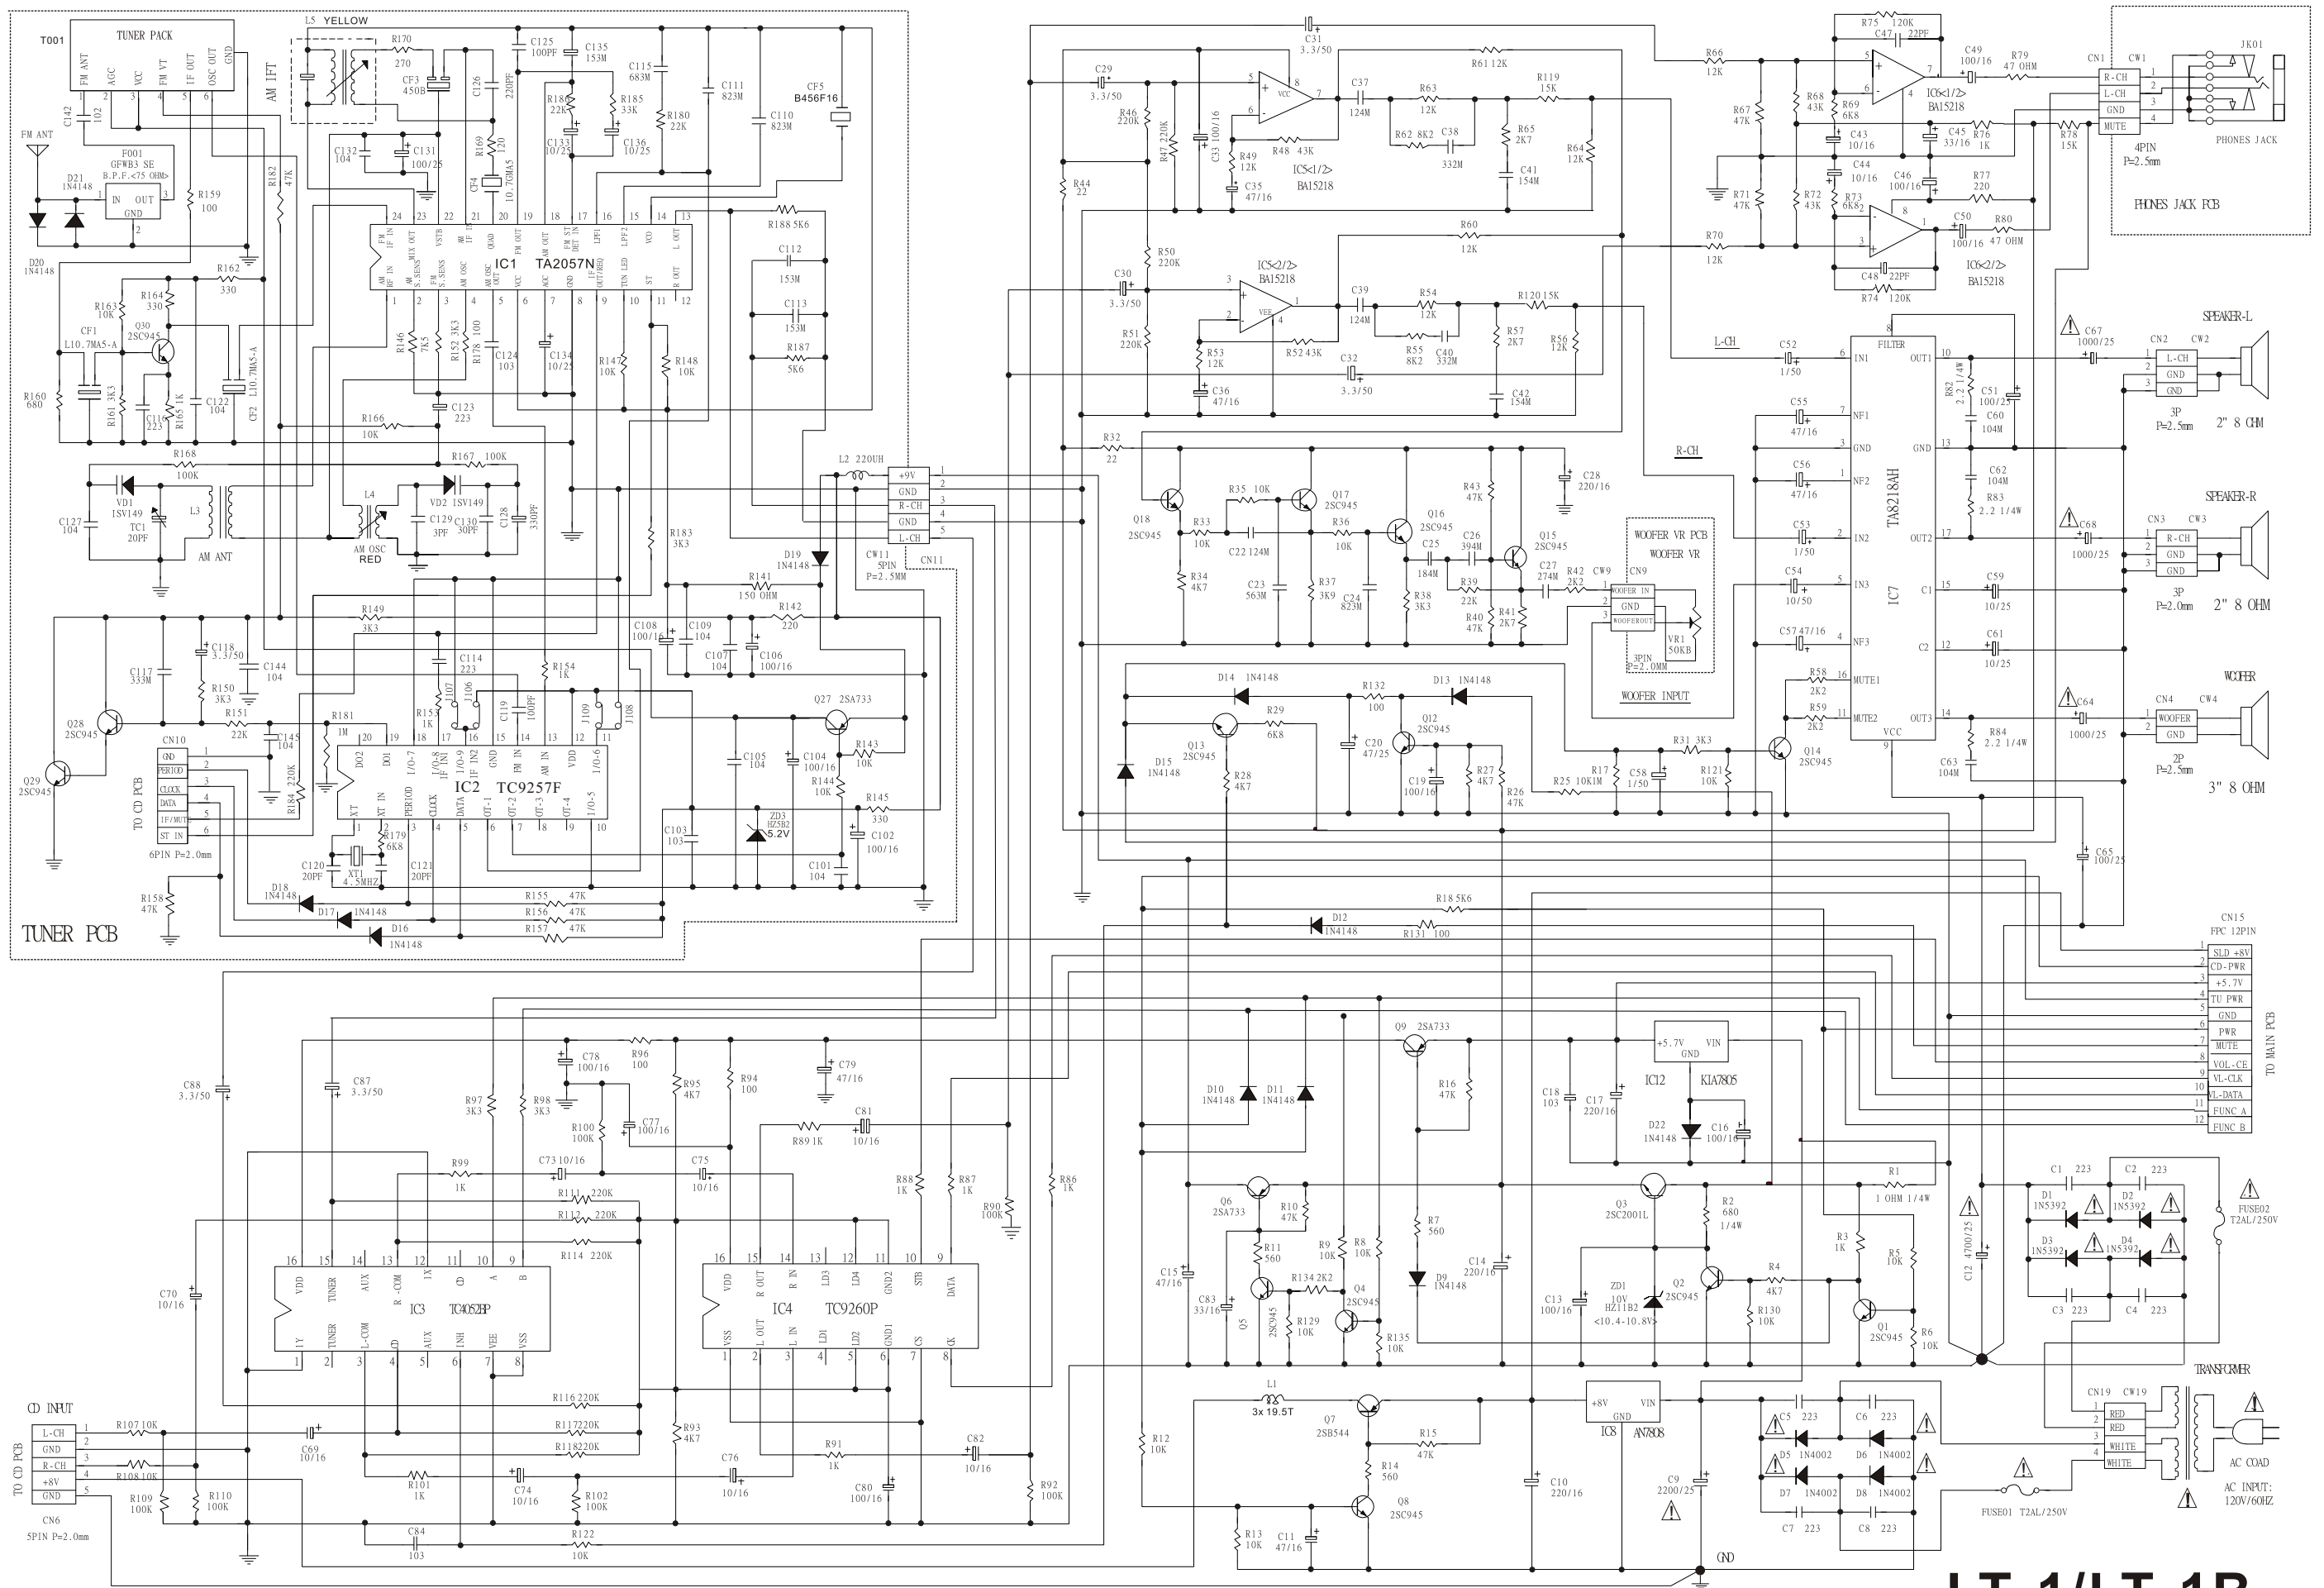 TUNER PACK
T001
FM ANT
AGC
VCC
FM VT
IF OUT
OSC OUT
GND
L5 YELLOW
AM IFT
R170
270
CF3
450B
C126
220PF
C125
100PF
C135
153M
C115
683M
C111
823M
C110
823M
CF5
B456F16
R186
22K
R185
33K
R180
22K
C133
10/25
C136
10/25
C142
102
FM ANT
F001
GFWB3 SE
B.P.F.<75 OHM>
IN OUT
GND
D21
1N4148
D20
1N4148
R159
100
R182
47K
C132
104
C131
100/25
R169
120
CF4
10.7GMA5
IC1 TA2057N
R188 5K6
C112
153M
C113
153M
R187
5K6
R162
330
R163
10K
R164
330
Q30
2SC945
CF1
L10.7MA5-A
R160
680
R161 3K3
C116
223
R165 1K
C122
104
CF2 L10.7MA5-A
R146
7K5
R152 3K3
R178 100
C124
103
C134
10/25
R147
10K
R148
10K
C123
223
R166
10K
R168
100K
R167 100K
VD1
ISV149
TC1
20PF
C127
104
L3
AM ANT
L4
AM OSC
RED
VD2 ISV149
C129
3PF
C130
30PF
C128
330PF
L2 220UH
+9V
GND
R-CH
GND
L-CH
CW11
5PIN
P=2.5MM
CN11
R183
3K3
D19
1N4148
R141
150 OHM
R142
220
R149
3K3
C108
100/16
C109
104
C107
104
C106
100/16
C118
3.3/50
C117
333M
R150
3K3
C144
104
C114
223
R154
1K
R153
1K
J107
J106
C119
100PF
J109
J108
Q27 2SA733
Q28
2SC945
Q29
2SC945
R151
22K
C145
104
R181
1M
C105
104
C104
100/16
R143
10K
R144
10K
R145
330
CN10
GND
PERIOD
CLOCK
DATA
IF/MUTE
ST IN
TO CD PCB
6PIN P=2.0mm
R184 220K
IC2 TC9257F
ZD3
HZ5B2
5.2V
C103
103
C102
100/16
C101
104
R179
6K8
C120
20PF
XT1
4.5MHZ
C121
20PF
R158
47K
D18
1N4148
D17 1N4148
D16
1N4148
R155 47K
R156 47K
R157 47K
TUNER PCB
C31
3.3/50
C29
3.3/50
R46
220K
R47 220K
C33 100/16
R49
12K
C35
47/16
R48 43K
IC5<1/2>
BA15218
VCC
C37
124M
R61 12K
R63
12K
R62 8K2
C38
332M
R119
15K
R65
2K7
R64
12K
C41
154M
R44
22
R60
12K
R50
220K
C30
3.3/50
R51
220K
IC5<2/2>
BA15218
VEE
R53
12K
R52 43K
C36
47/16
C32
3.3/50
C39
124M
R54
12K
R55
8K2
C40
332M
R57
2K7
C42
154M
R120 15K
R56
12K
R66
12K
R67
47K
R68
43K
R69
6K8
C43
10/16
C44
10/16
R71
47K
R72
43K
R73
6K8
R70
12K
R75 120K
C47 22PF
IC6<1/2>
BA15218
C49
100/16
R79
47 OHM
C45
33/16
R76
1K
C46
100/16
R77
220
R78
15K
C50
100/16
R80
47 OHM
IC6<2/2>
BA15218
C48 22PF
R74 120K
CN1 CW1
R-CH
L-CH
GND
MUTE
4PIN
P=2.5mm
JK01
PHONES JACK
PHONES JACK PCB
L-CH
R-CH
C52
1/50
C55
47/16
C56
47/16
C53
1/50
C54
10/50
C57 47/16
R58
2K2
R59
2K2
FILTER
IN1
NF1
GND
NF2
IN2
IN3
NF3
MUTE1
MUTE2
VCC
OUT1
GND
OUT2
C1
C2
OUT3
TA8218AH
IC7
R82
2.2 1/4W
C51
100/25
C60
104M
C62
104M
R83
2.2 1/4W
C59
10/25
C61
10/25
R84
2.2 1/4W
C63
104M
C67
1000/25
C68
1000/25
C64
1000/25
SPEAKER-L
CN2 CW2
L-CH
GND
GND
3P
P=2.5mm
2" 8 OHM
SPEAKER-R
CN3 CW3
R-CH
GND
GND
3P
P=2.0mm
2" 8 OHM
WOOFER
CN4 CW4
WOOFER
GND
2P
P=2.5mm
3" 8 OHM
R32
22
Q18
2SC945
R33
10K
R34
4K7
R35 10K
C22 124M
C23
563M
Q17
2SC945
R37
3K9
R36
10K
C24
823M
Q16
2SC945
R38
3K3
C25
184M
C26
394M
R39
22K
R43
47K
R40
47K
Q15
2SC945
R41
2K7
C27
274M
R42
2K2
C28
220/16
CW9 CN9
WOOFER VR PCB
WOOFER VR
WOOFER IN
GND
WOOFEROUT
VR1
50KB
3PIN
P=2.0MM
WOOFER INPUT
D14 1N4148
R132
100
D13 1N4148
Q13
2SC945
R29
6K8
R28
4K7
D15
1N4148
C20
47/25
Q12
2SC945
C19
100/16
R27
4K7
R26
47K
R31 3K3
R25 10K
R17
1M
C58
1/50
R121
10K
Q14
2SC945
C65
100/25
R18 5K6
D12
1N4148
R131 100
CN15
FPC 12PIN
SLD +8V
CD-PWR
+5.7V
TU PWR
GND
PWR
MUTE
VOL-CE
VL-CLK
VL-DATA
FUNC A
FUNC B
TO MAIN PCB
C88
3.3/50
C87
3.3/50
C78
100/16
R96
100
R97
3K3
R98
3K3
R95
4K7
R94
100
C79
47/16
R100
100K
C77
100/16
R89 1K
C81
10/16
R99
1K
C73 10/16
C75
10/16
R111 220K
R112 220K
R114 220K
C70
10/16
R88
1K
R87
1K
R90
100K
R86
1K
IC3 TC4052BP
IC4 TC9260P
R116 220K
R117 220K
R118 220K
R93
4K7
R91
1K
C82
10/16
C76
10/16
C80
100/16
R92
100K
R101
1K
C74
10/16
R102
100K
C84
103
R122
10K
CD INPUT
L-CH
GND
R-CH
+8V
GND
TO CD PCB
CN6
5PIN P=2.0mm
R107 10K
R108 10K
R109
100K
R110
100K
C69
10/16
Q9 2SA733
R16
47K
D10
1N4148
D11
1N4148
C18
103
C17
220/16
+5.7V VIN
GND
IC12 KIA7805
D22
1N4148
C16
100/16
Q6
2SA733
R10
47K
R11
560
C15
47/16
C83
33/16
Q5
2SC945
R134 2K2
R129
10K
R9
10K
R8
10K
Q4
2SC945
R135
10K
R7
560
D9
1N4148
C14
220/16
Q3
2SC2001L
R2
680
1/4W
R1
1 OHM 1/4W
C13
100/16
ZD1
10V
HZ11B2
<10.4-10.8V>
Q2
2SC945
R4
4K7
R130
10K
R3
1K
R5
10K
Q1
2SC945
R6
10K
C12 4700/25
C1 223
C2 223
D1
1N5392
D2
1N5392
D3
1N5392
D4
1N5392
C3 223
C4 223
FUSE02
T2AL/250V
L1
3x 19.5T
Q7
2SB544
R15
47K
R14
560
Q8
2SC945
R12
10K
R13
10K
C11
47/16
C10
220/16
+8V VIN
GND
IC8 AN7808
C9
2200/25
GND
C5 223
C6 223
D5 1N4002
D6 1N4002
D7 1N4002
D8 1N4002
C7 223
C8 223
FUSE01 T2AL/250V
TRANSFORMER
CN19 CW19
RED
RED
WHITE
WHITE
AC COAD
AC INPUT:
120V/60HZ
LT-1/LT-1B